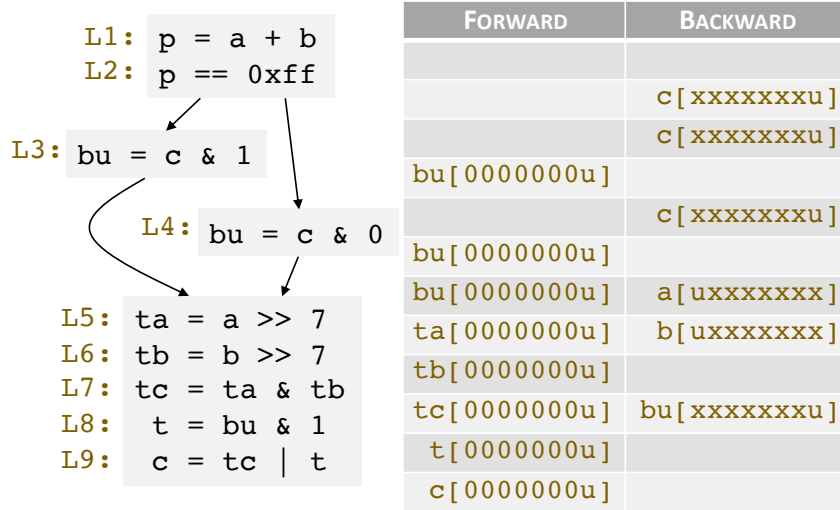 L1: p = a + b
L2: p == 0xff
L3: bu = c & 1
L4: bu = c & 0
L5: ta = a >> 7
L6: tb = b >> 7
L7: tc = ta & tb
L8: t = bu & 1
L9: c = tc | t
FORWARD BACKWARD
c[xxxxxxxu]
c[xxxxxxxu]
bu[0000000u]
c[xxxxxxxu]
bu[0000000u]
bu[0000000u] a[uxxxxxxx]
ta[0000000u] b[uxxxxxxx]
tb[0000000u]
tc[0000000u] bu[xxxxxxxu]
t[0000000u]
c[0000000u]